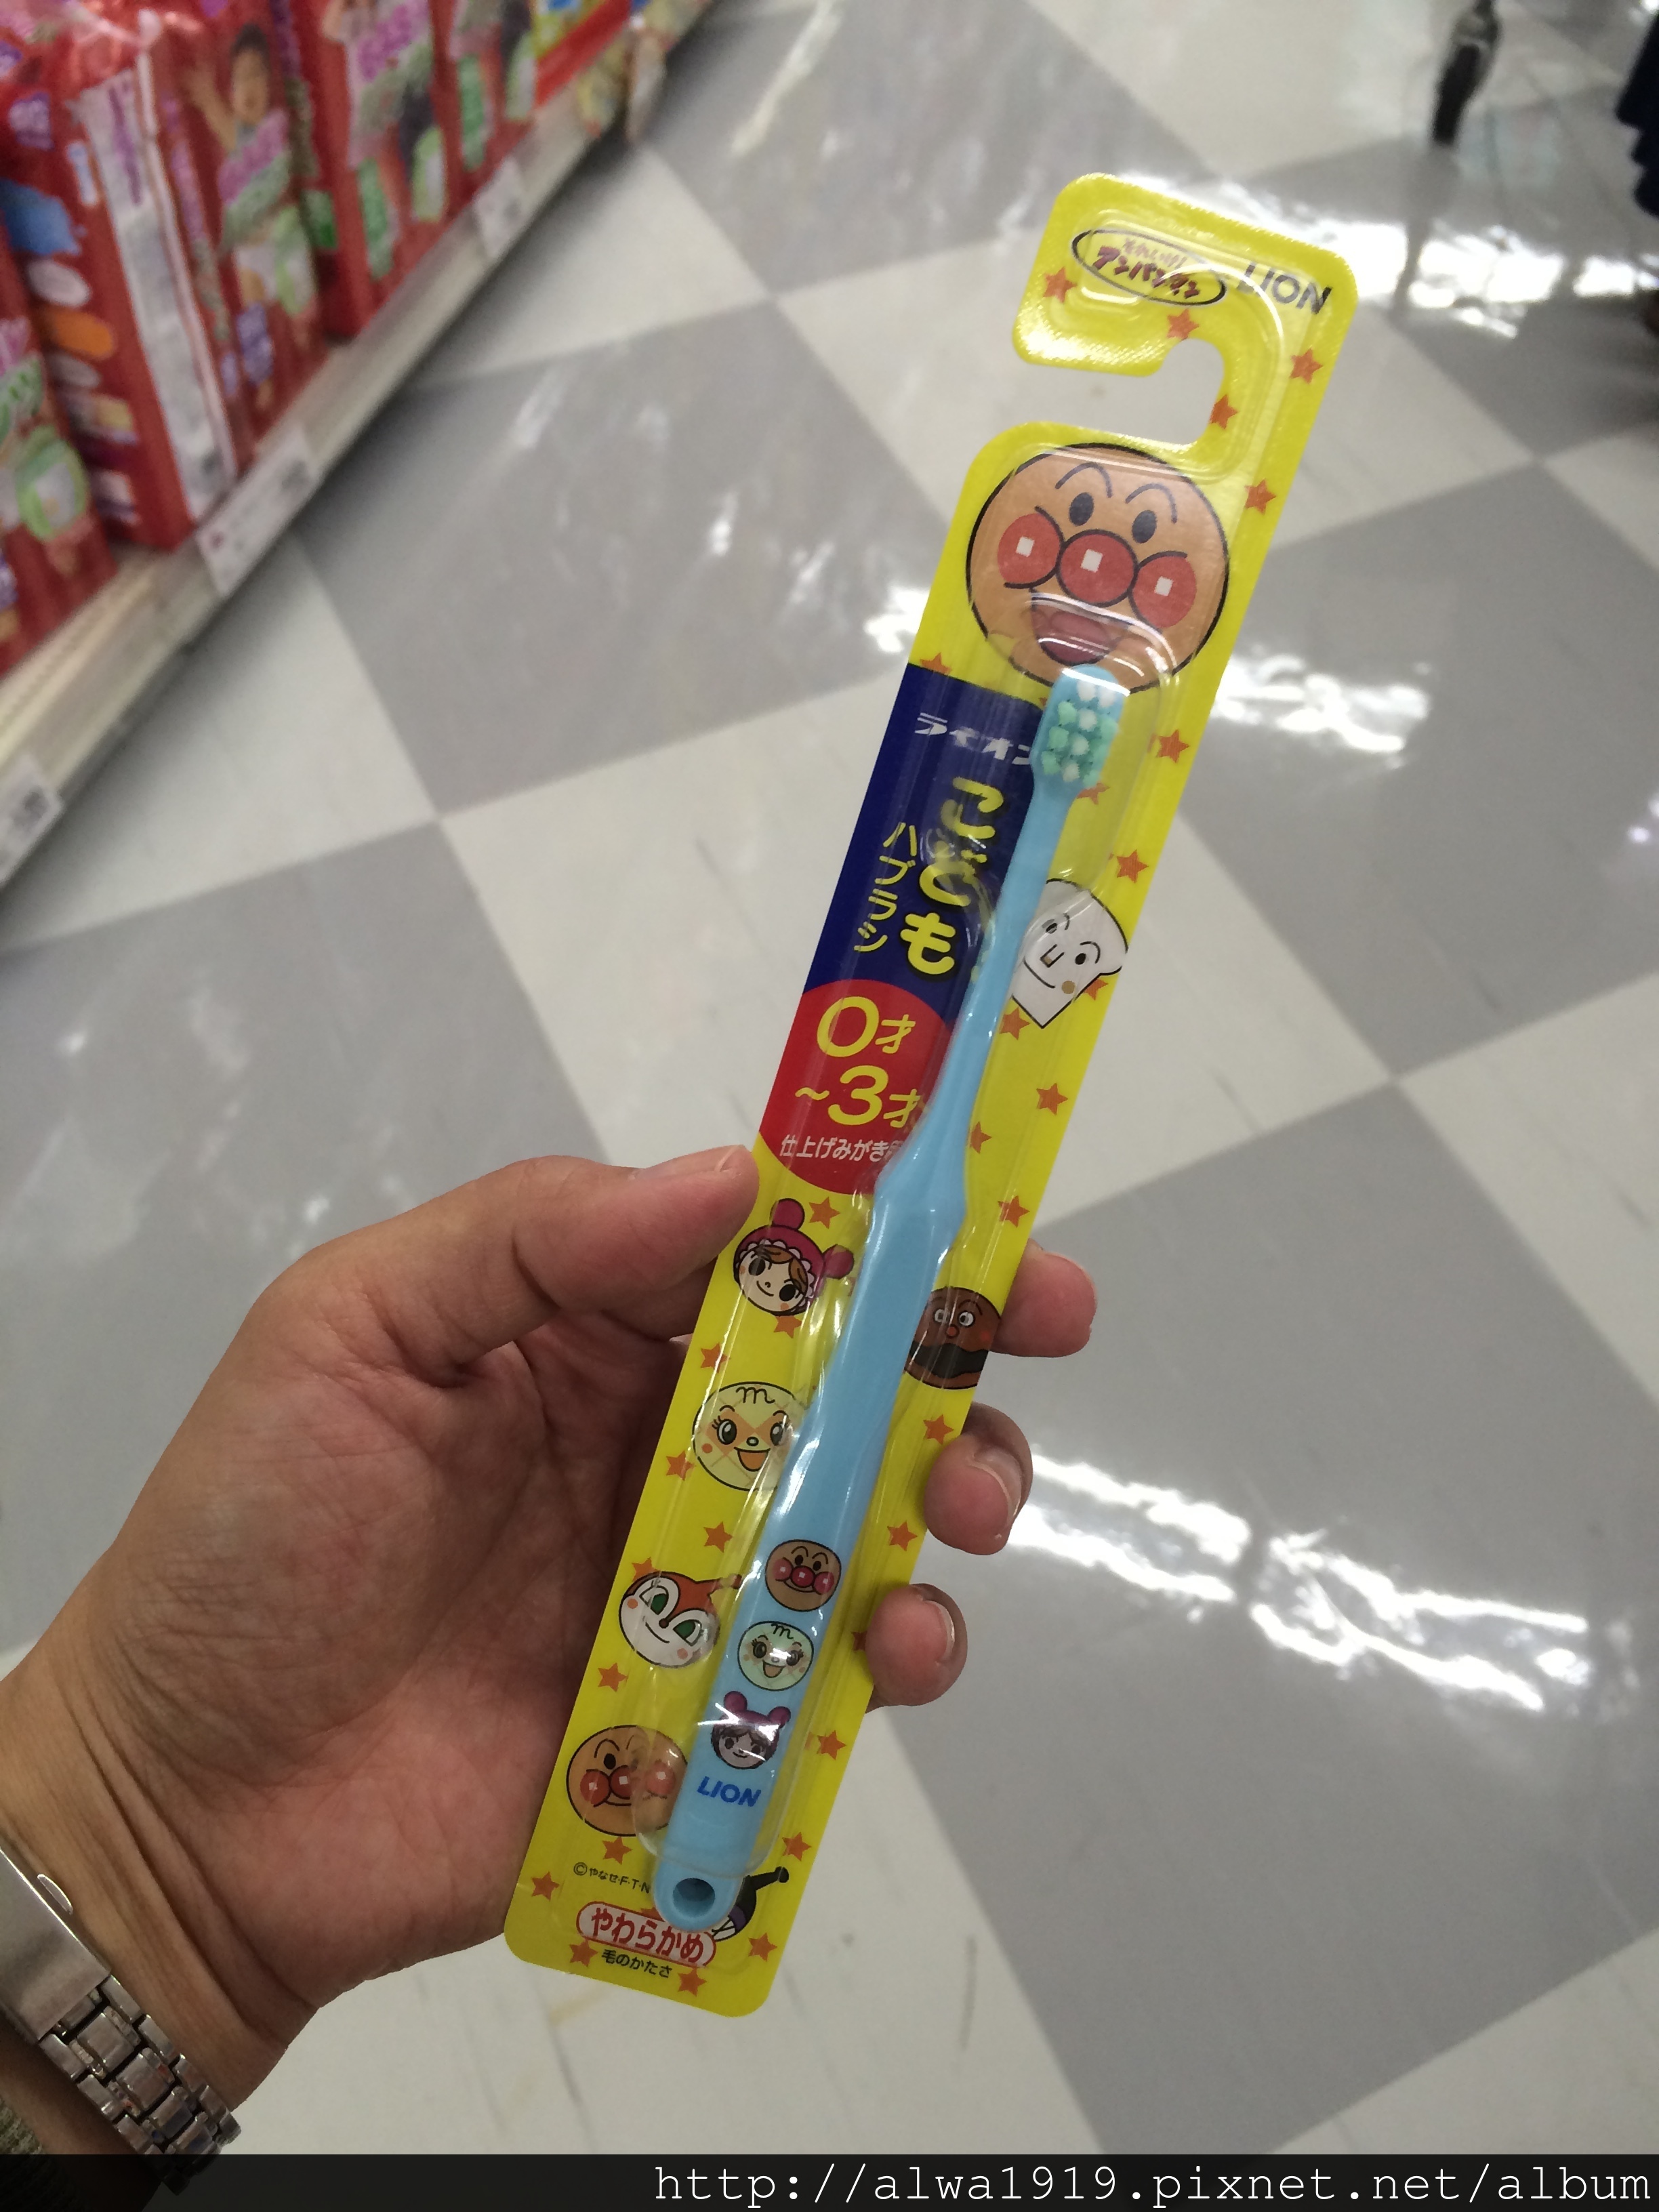 それいけ!
アンパンマン
LION
ライオン
こども
ハブラシ
0才
~3才
仕上げみがき
LION
©やなせ・F・T・N
やわらかめ
毛のかたさ
http://alwa1919.pixnet.net/album